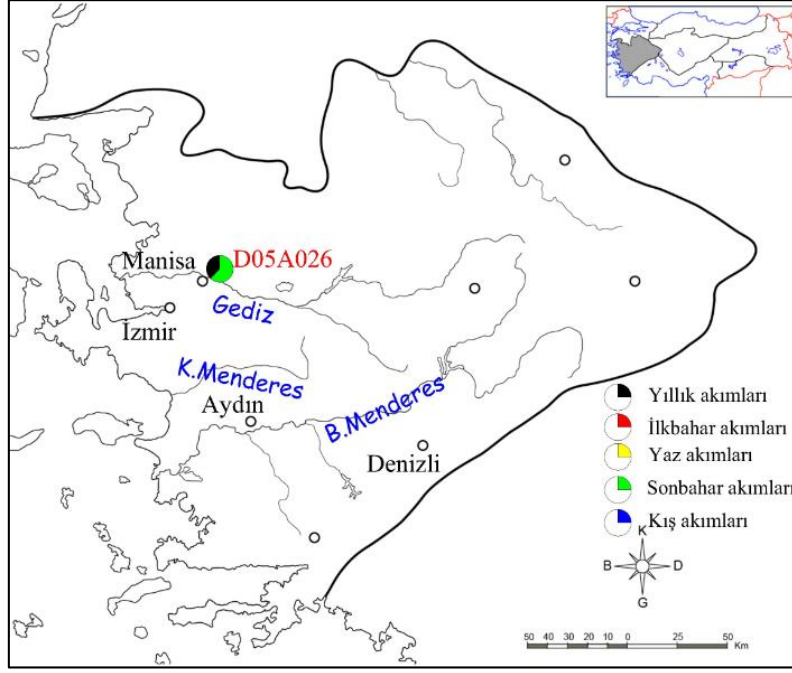 Manisa
D05A026
Gediz
İzmir
K.Menderes
Aydın
B.Menderes
Denizli
Yıllık akımları
İlkbahar akımları
Yaz akımları
Sonbahar akımları
Kış akımları
K
B
D
G
50 40 30 20 10 0 25 50
Km